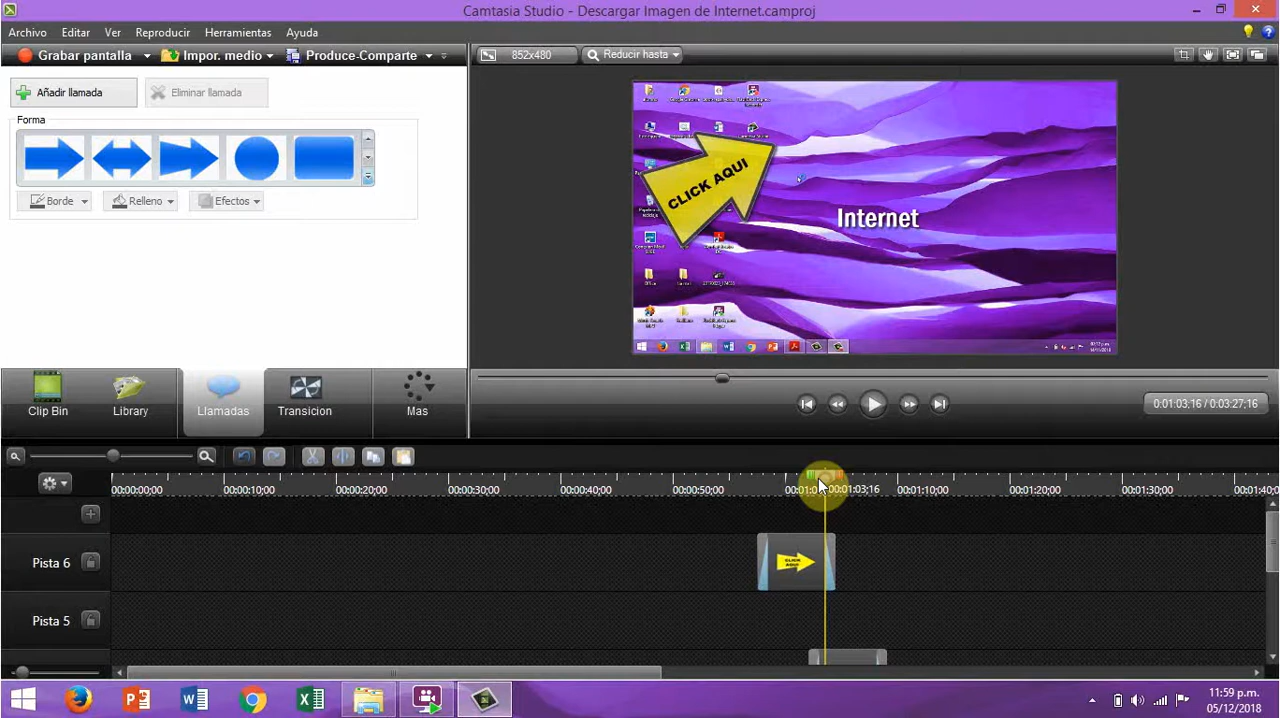 Camtasia Studio - Descargar Imagen de Internet.camproj
Archivo Editar Ver Reproducir Herramientas Ayuda
Grabar pantalla Impor. medio Produce-Comparte
852x480 Reducir hasta
Añadir llamada Eliminar llamada
Forma
Borde Relleno Efectos
CLICK AQUI
Internet
Clip Bin Library Llamadas Transicion Mas
0:01:03;16 / 0:03:27;16
00:00:00;00 00:00:10;00 00:00:20;00 00:00:30;00 00:00:40;00 00:00:50;00 00:01:03;16 00:01:10;00 00:01:20;00 00:01:30;00
Pista 6
CLICK AQUI
Pista 5
11:59 p.m.
05/12/2018